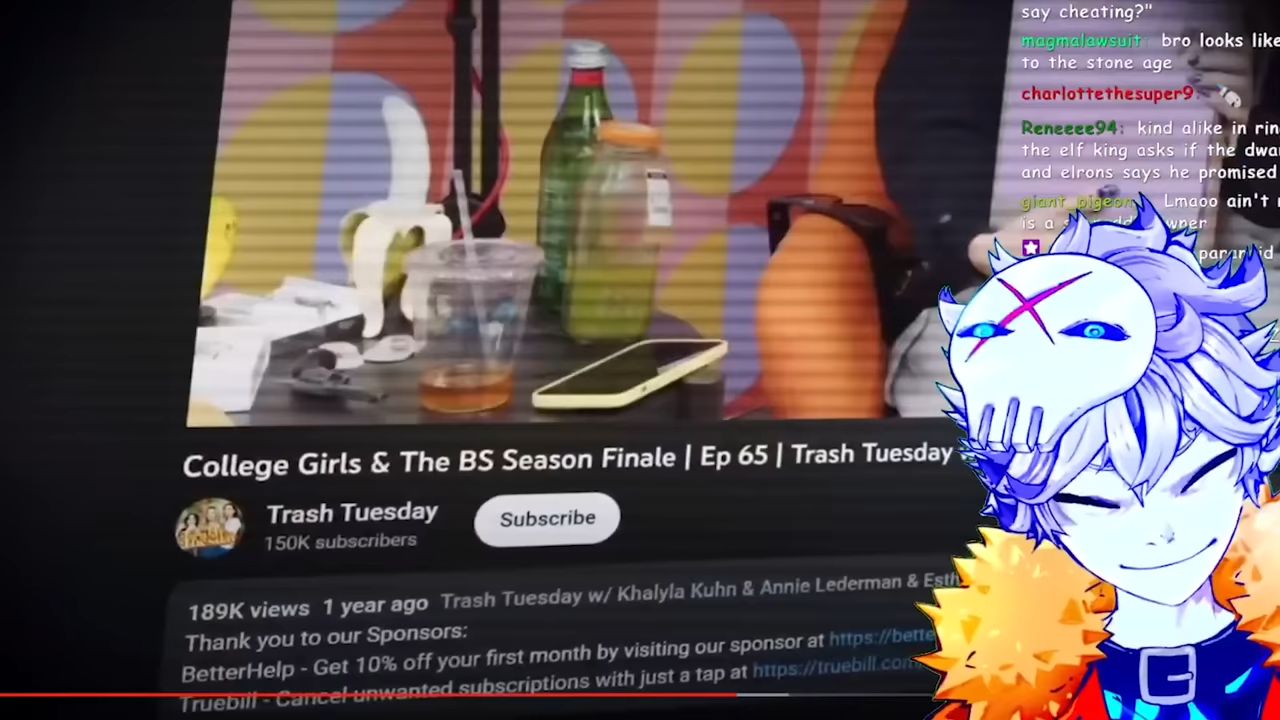 say cheating?"
magmalawsuit bro looks like
to the stone age
charlottethesuper9:
Reneeee94: kind alike in
the elf king asks if the
and elrons says he promised
giant_pigeon Lmaoo ain't
is a
College Girls & The BS Season Finale | Ep 65 | Trash Tuesday
Trash Tuesday
Subscribe
150K subscribers
189K views 1 year ago Trash Tuesday w/ Khalyla Kuhn & Annie Lederman &
Thank you to our Sponsors:
BetterHelp - Get 10% off your first month by visiting our sponsor at https://bette
Truebill - Cancel unwanted subscriptions with just a tap at https://truebill.com